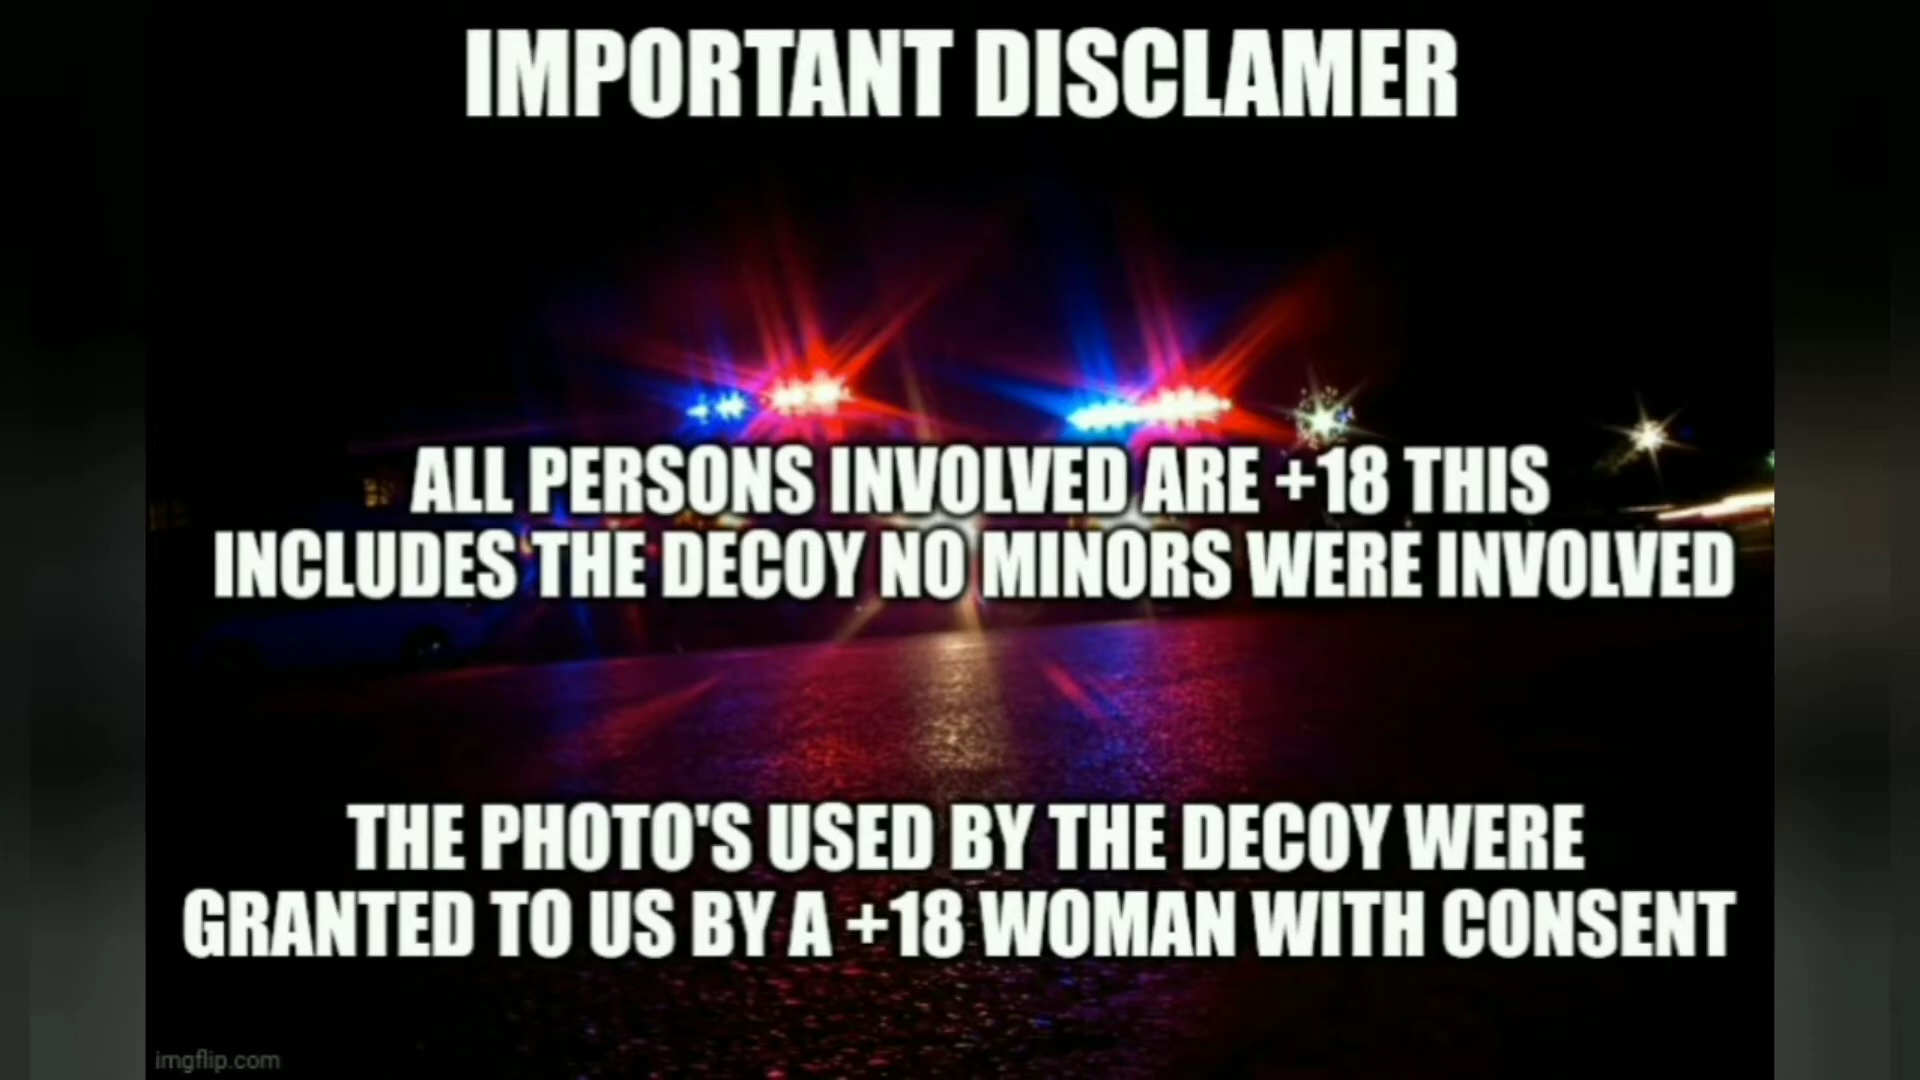 IMPORTANT DISCLAMER
ALL PERSONS INVOLVED ARE +18 THIS
INCLUDES THE DECOY NO MINORS WERE INVOLVED
THE PHOTO'S USED BY THE DECOY WERE
GRANTED TO US BY A +18 WOMAN WITH CONSENT
imgflip.com